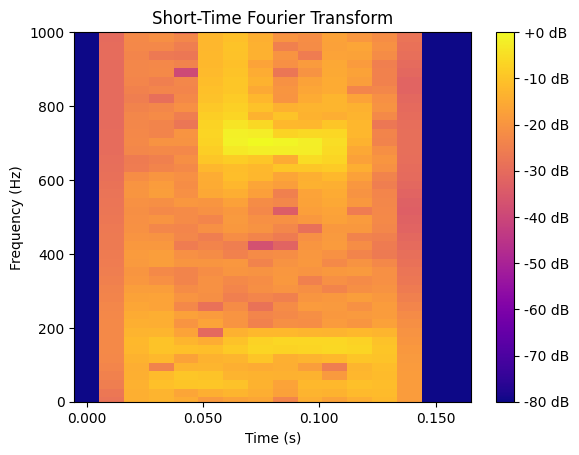 Short-Time Fourier Transform
1000
800
600
400
200
0
Frequency (Hz)
0.000
0.050
0.100
0.150
Time (s)
+0 dB
-10 dB
-20 dB
-30 dB
-40 dB
-50 dB
-60 dB
-70 dB
-80 dB